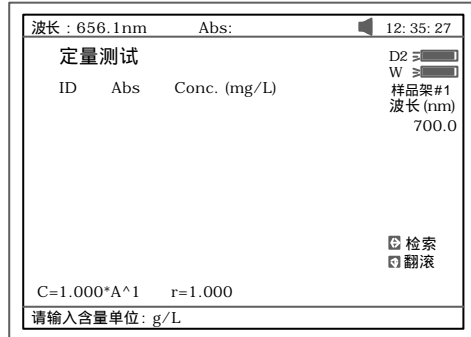 波长：656.1nm Abs: 12:35:27
定量测试
D2
W
ID Abs Conc. (mg/L)
样品架#1
波长(nm)
700.0
检索
翻滚
C=1.000*A^1 r=1.000
请输入含量单位: g/L